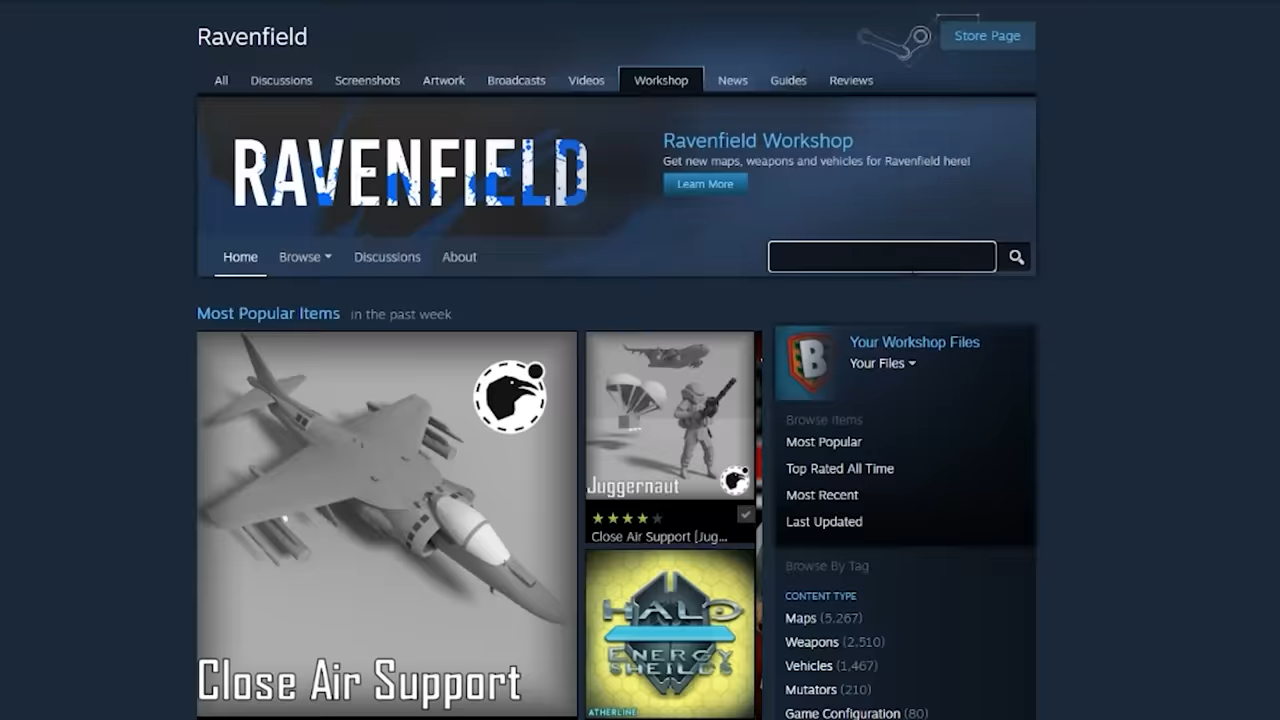 Ravenfield
Store Page
All Discussions Screenshots Artwork Broadcasts Videos Workshop News Guides Reviews
RAVENFIELD
Ravenfield Workshop
Get new maps, weapons and vehicles for Ravenfield here!
Learn More
Home Browse Discussions About
Most Popular Items in the past week
Close Air Support
Juggernaut
Close Air Support [Jug...
HALO
ENERGY
SHEILDS
ATHERLINE
B
Your Workshop Files
Your Files
Browse Items
Most Popular
Top Rated All Time
Most Recent
Last Updated
Browse By Tag
CONTENT TYPE
Maps (5,267)
Weapons (2,510)
Vehicles (1,467)
Mutators (210)
Game Configuration (80)